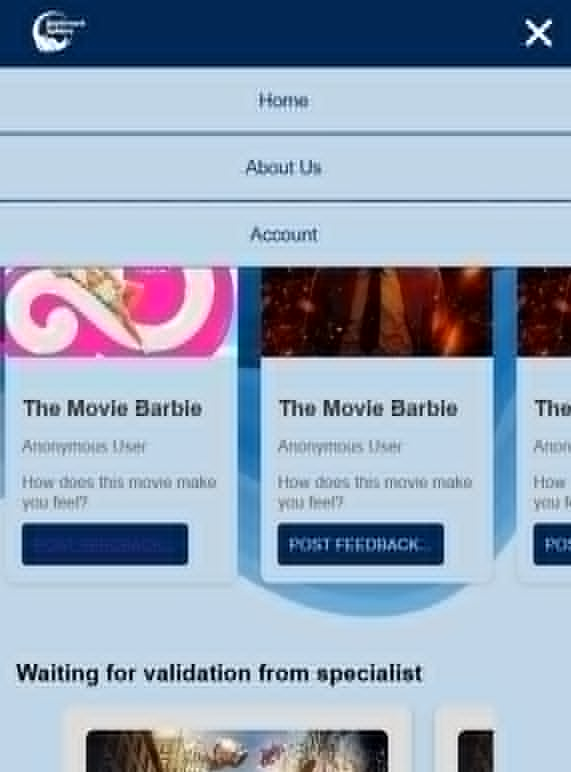 Home
About Us
Account
The Movie Barbie
Anonymous User
How does this movie make
you feel?
POST FEEDBACK...
The Movie Barbie
Anonymous User
How does this movie make
you feel?
POST FEEDBACK...
The
Anon
How
you f
POS
Waiting for validation from specialist